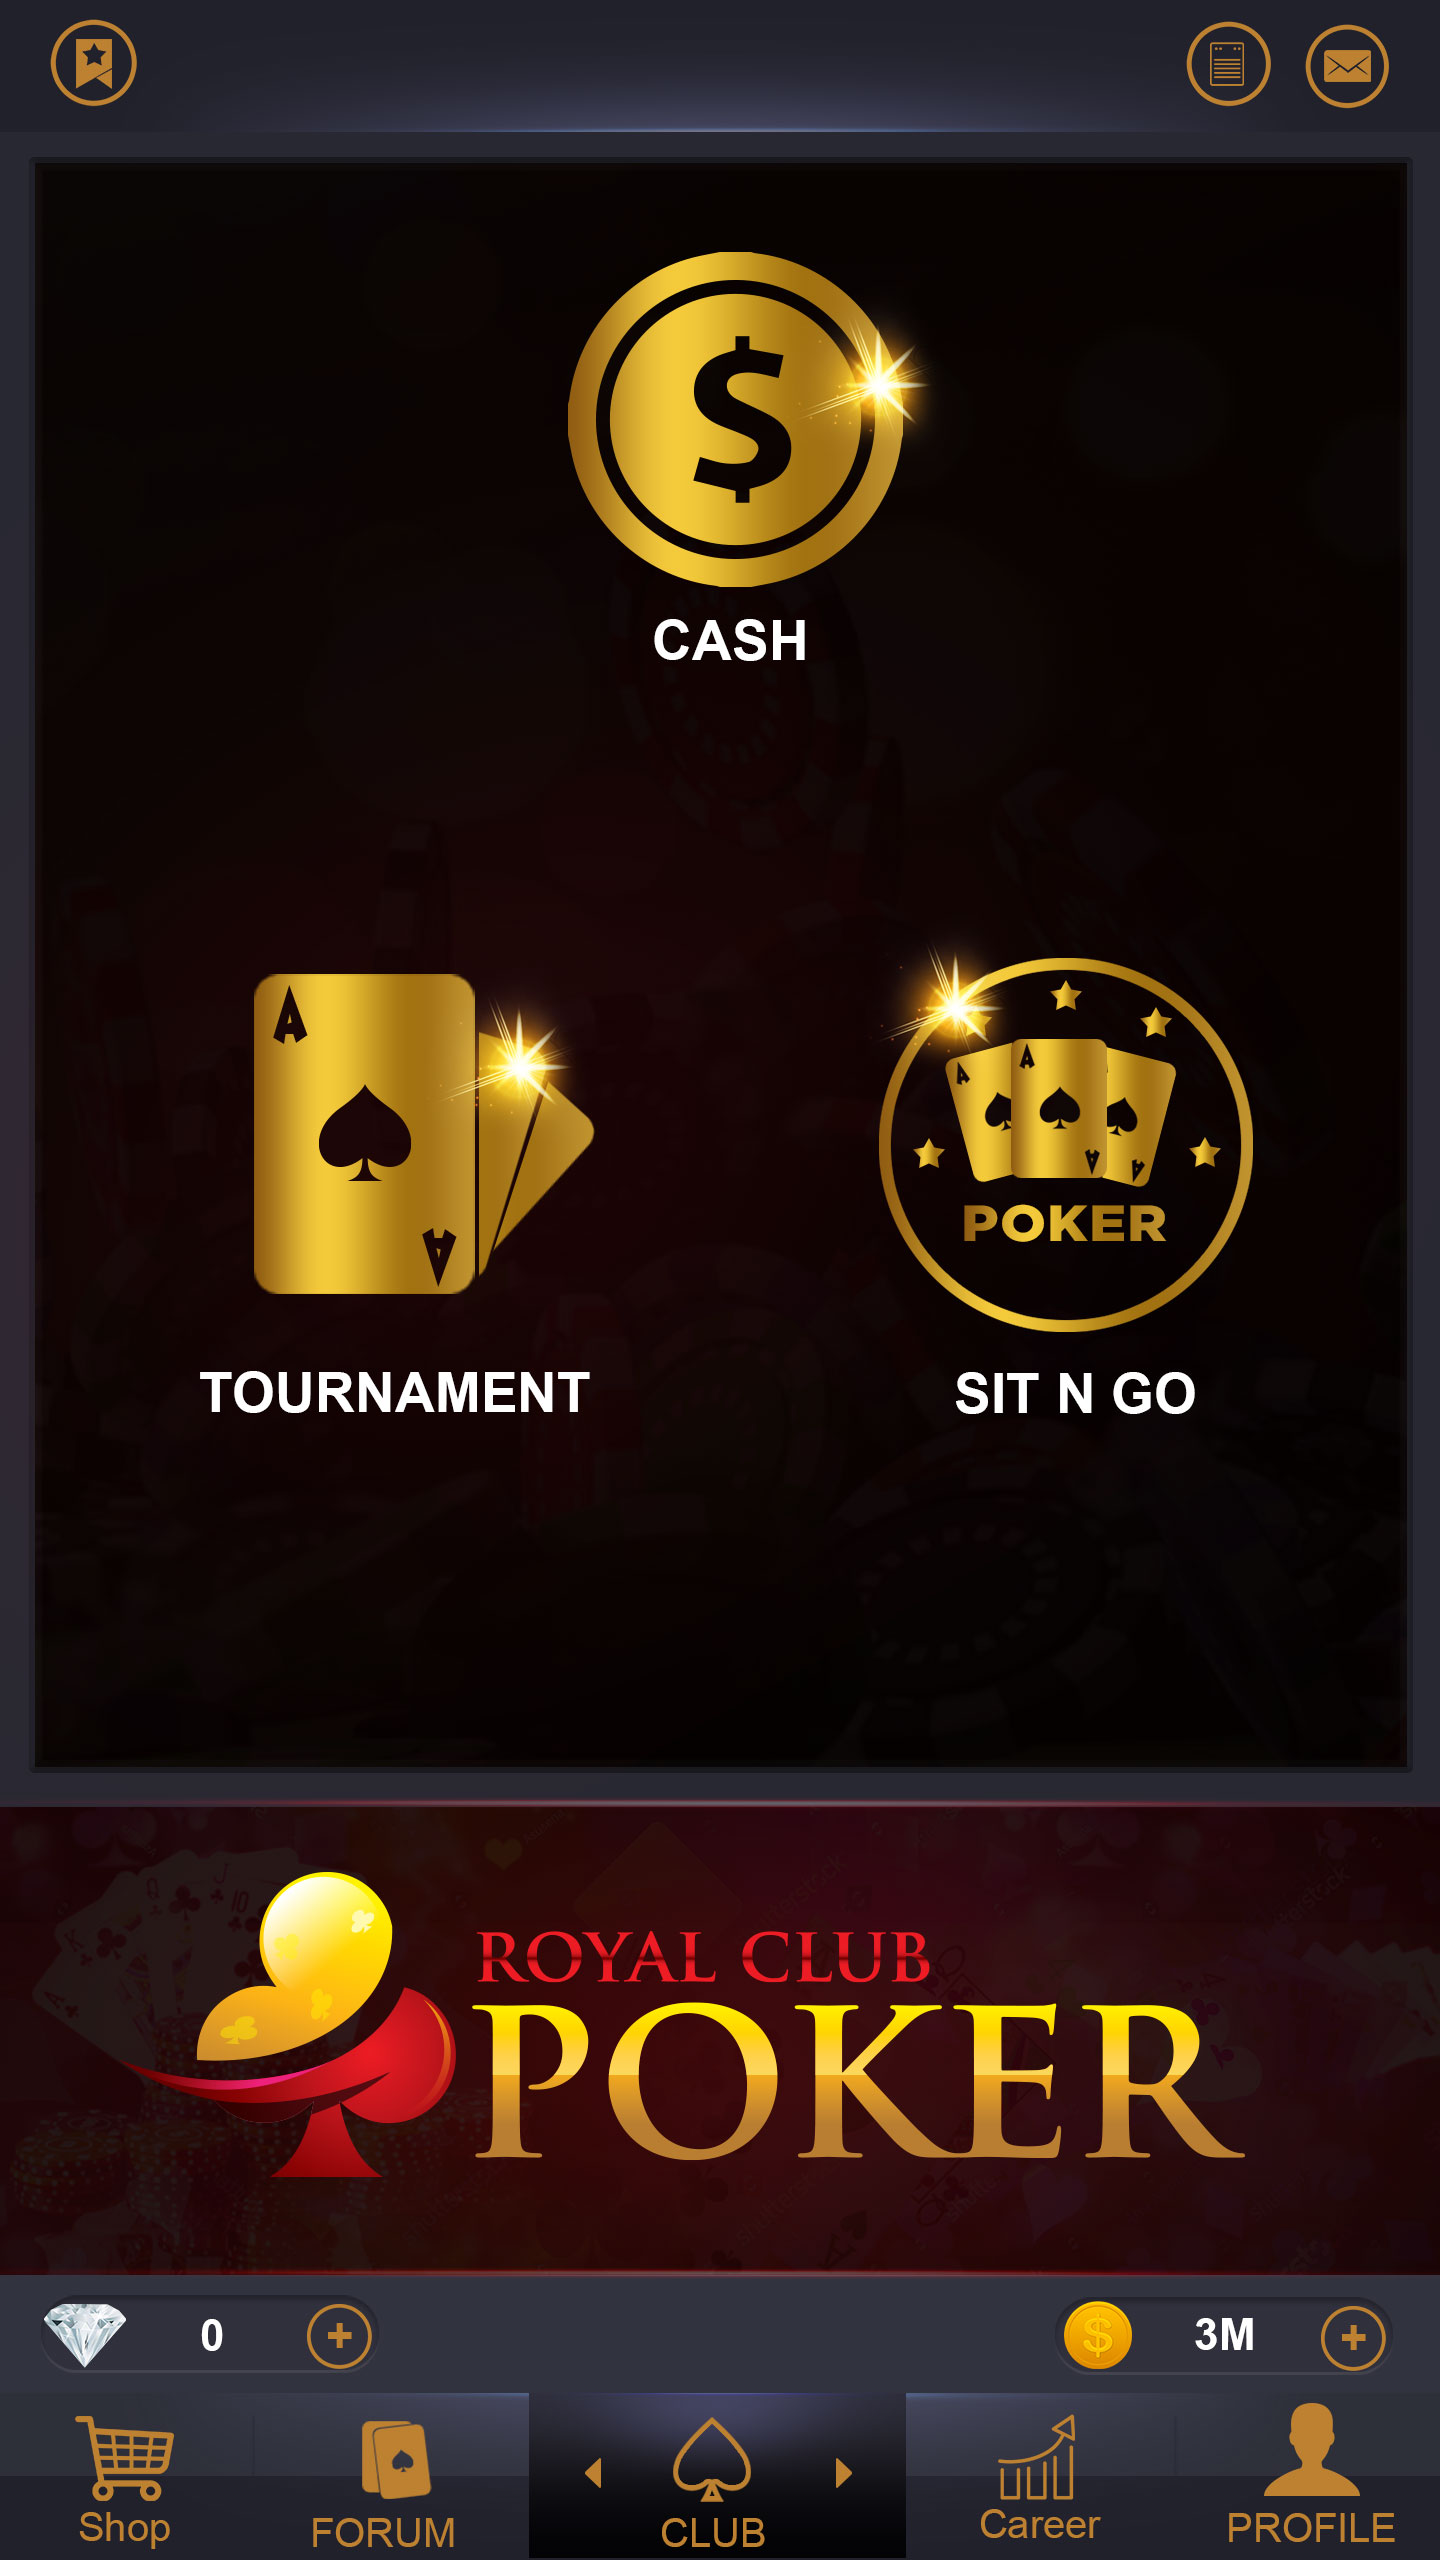 $
CASH
A
A
A
A
A
A
POKER
TOURNAMENT
SIT N GO
ROYAL CLUB
POKER
0
+
$
3M
+
Shop
FORUM
CLUB
Career
PROFILE